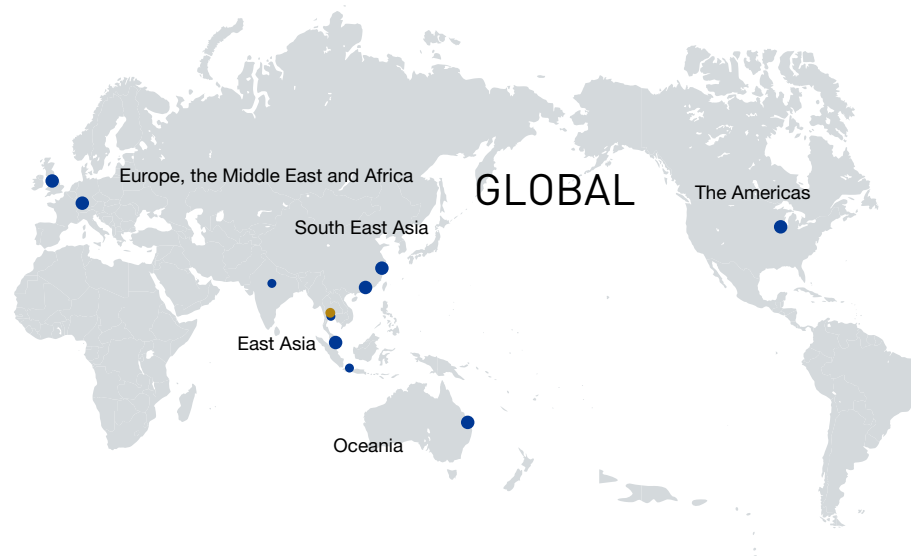 Europe, the Middle East and Africa
GLOBAL
The Americas
South East Asia
East Asia
Oceania